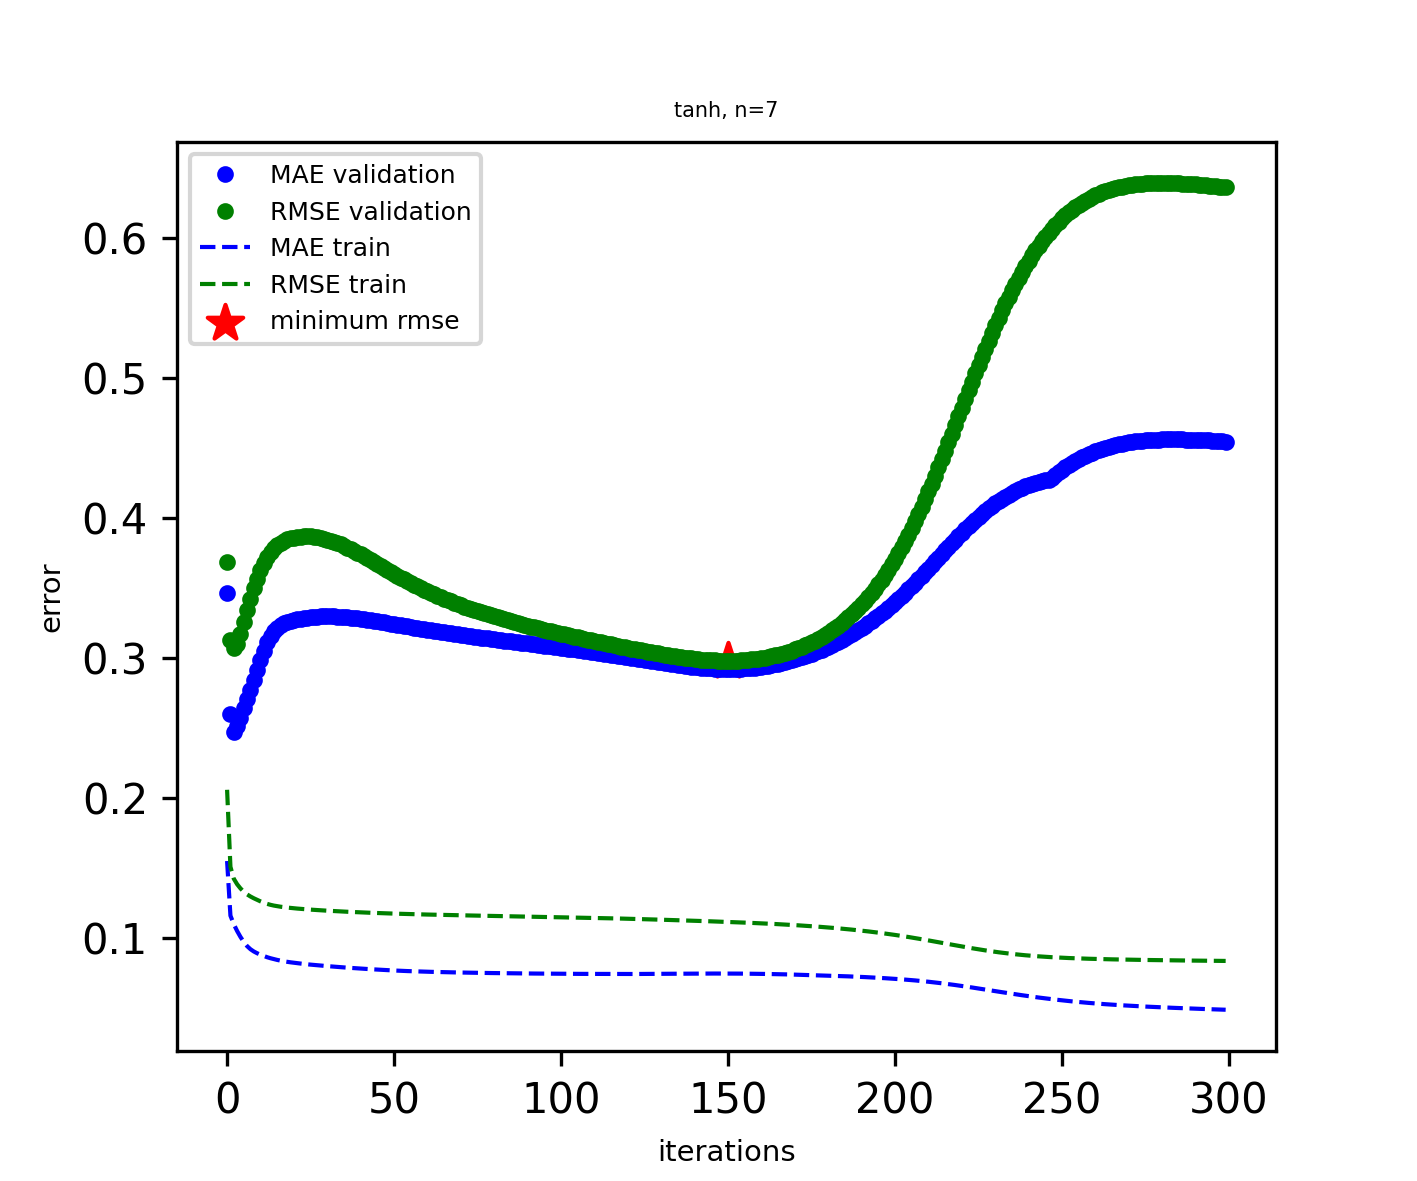 tanh, n=7
MAE validation
RMSE validation
MAE train
RMSE train
minimum rmse
error
0.6
0.5
0.4
0.3
0.2
0.1
0 50 100 150 200 250 300
iterations